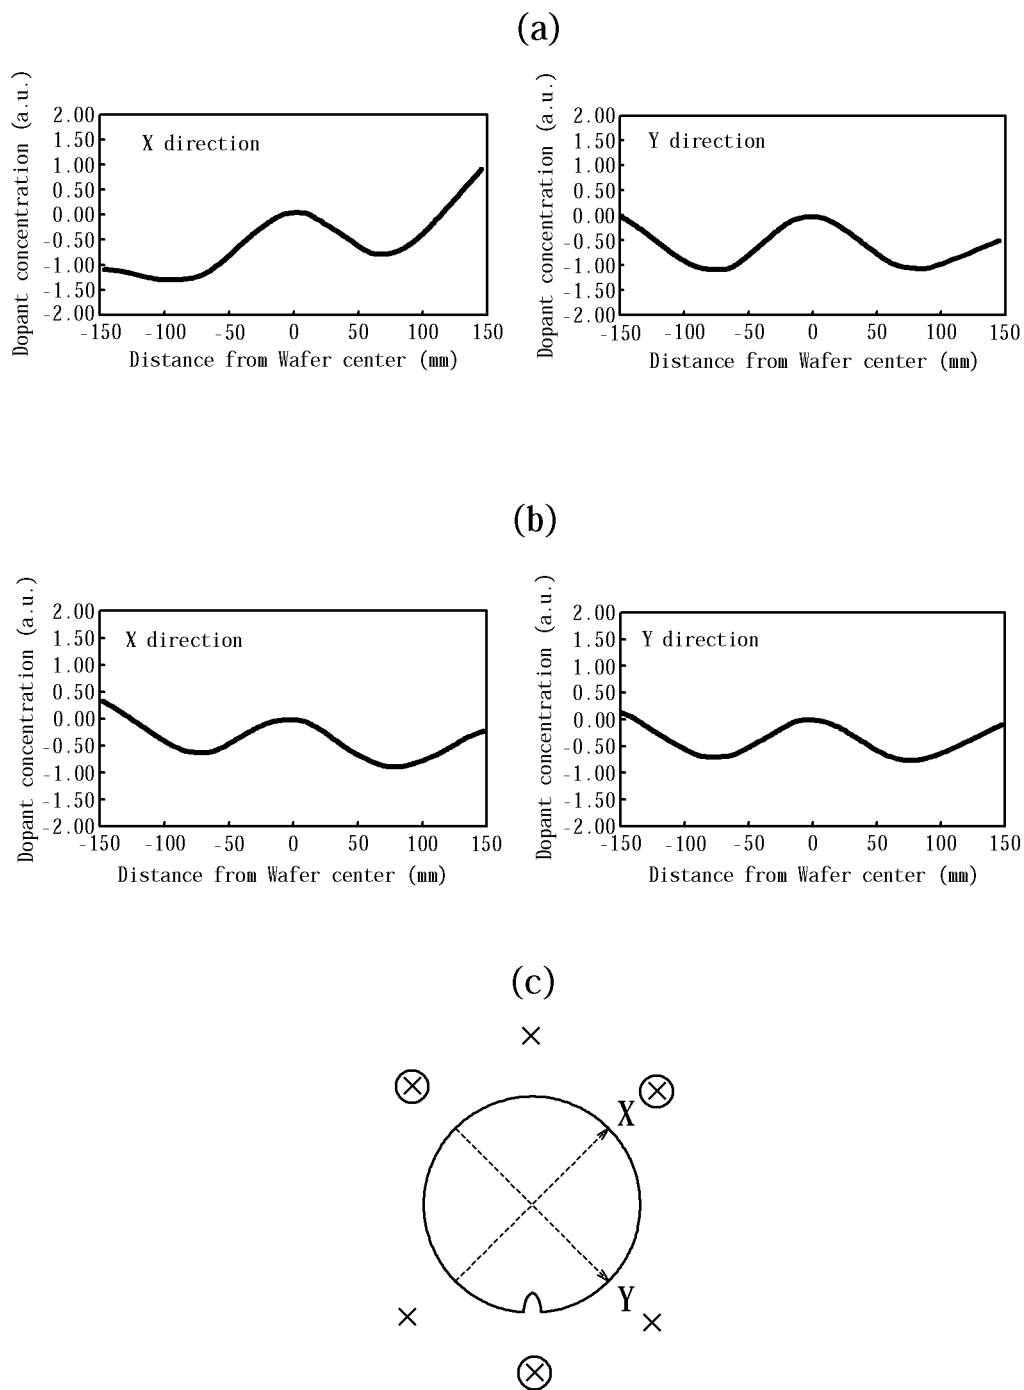 (a)
Dopant concentration (a.u.)
2.00
1.50
1.00
0.50
0.00
-0.50
-1.00
-1.50
-2.00
X direction
-150 -100 -50 0 50 100 150
Distance from Wafer center (mm)
Dopant concentration (a.u.)
2.00
1.50
1.00
0.50
0.00
-0.50
-1.00
-1.50
-2.00
Y direction
-150 -100 -50 0 50 100 150
Distance from Wafer center (mm)
(b)
Dopant concentration (a.u.)
2.00
1.50
1.00
0.50
0.00
-0.50
-1.00
-1.50
-2.00
X direction
-150 -100 -50 0 50 100 150
Distance from Wafer center (mm)
Dopant concentration (a.u.)
2.00
1.50
1.00
0.50
0.00
-0.50
-1.00
-1.50
-2.00
Y direction
-150 -100 -50 0 50 100 150
Distance from Wafer center (mm)
(c)
X
Y